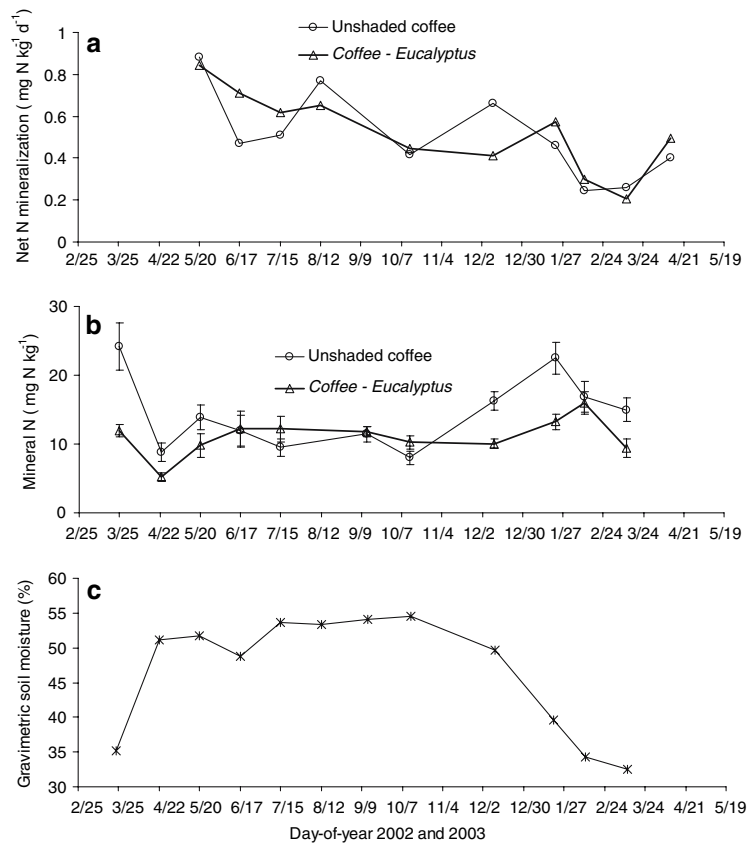 a
Unshaded coffee
Coffee - Eucalyptus
Net N mineralization ( mg N kg⁻¹ d⁻¹)
1
0.8
0.6
0.4
0.2
0
2/25 3/25 4/22 5/20 6/17 7/15 8/12 9/9 10/7 11/4 12/2 12/30 1/27 2/24 3/24 4/21 5/19
b
Unshaded coffee
Coffee - Eucalyptus
Mineral N ( mg N kg⁻¹)
30
20
10
0
2/25 3/25 4/22 5/20 6/17 7/15 8/12 9/9 10/7 11/4 12/2 12/30 1/27 2/24 3/24 4/21 5/19
c
Gravimetric soil moisture (%)
60
55
50
45
40
35
30
2/25 3/25 4/22 5/20 6/17 7/15 8/12 9/9 10/7 11/4 12/2 12/30 1/27 2/24 3/24 4/21 5/19
Day-of-year 2002 and 2003